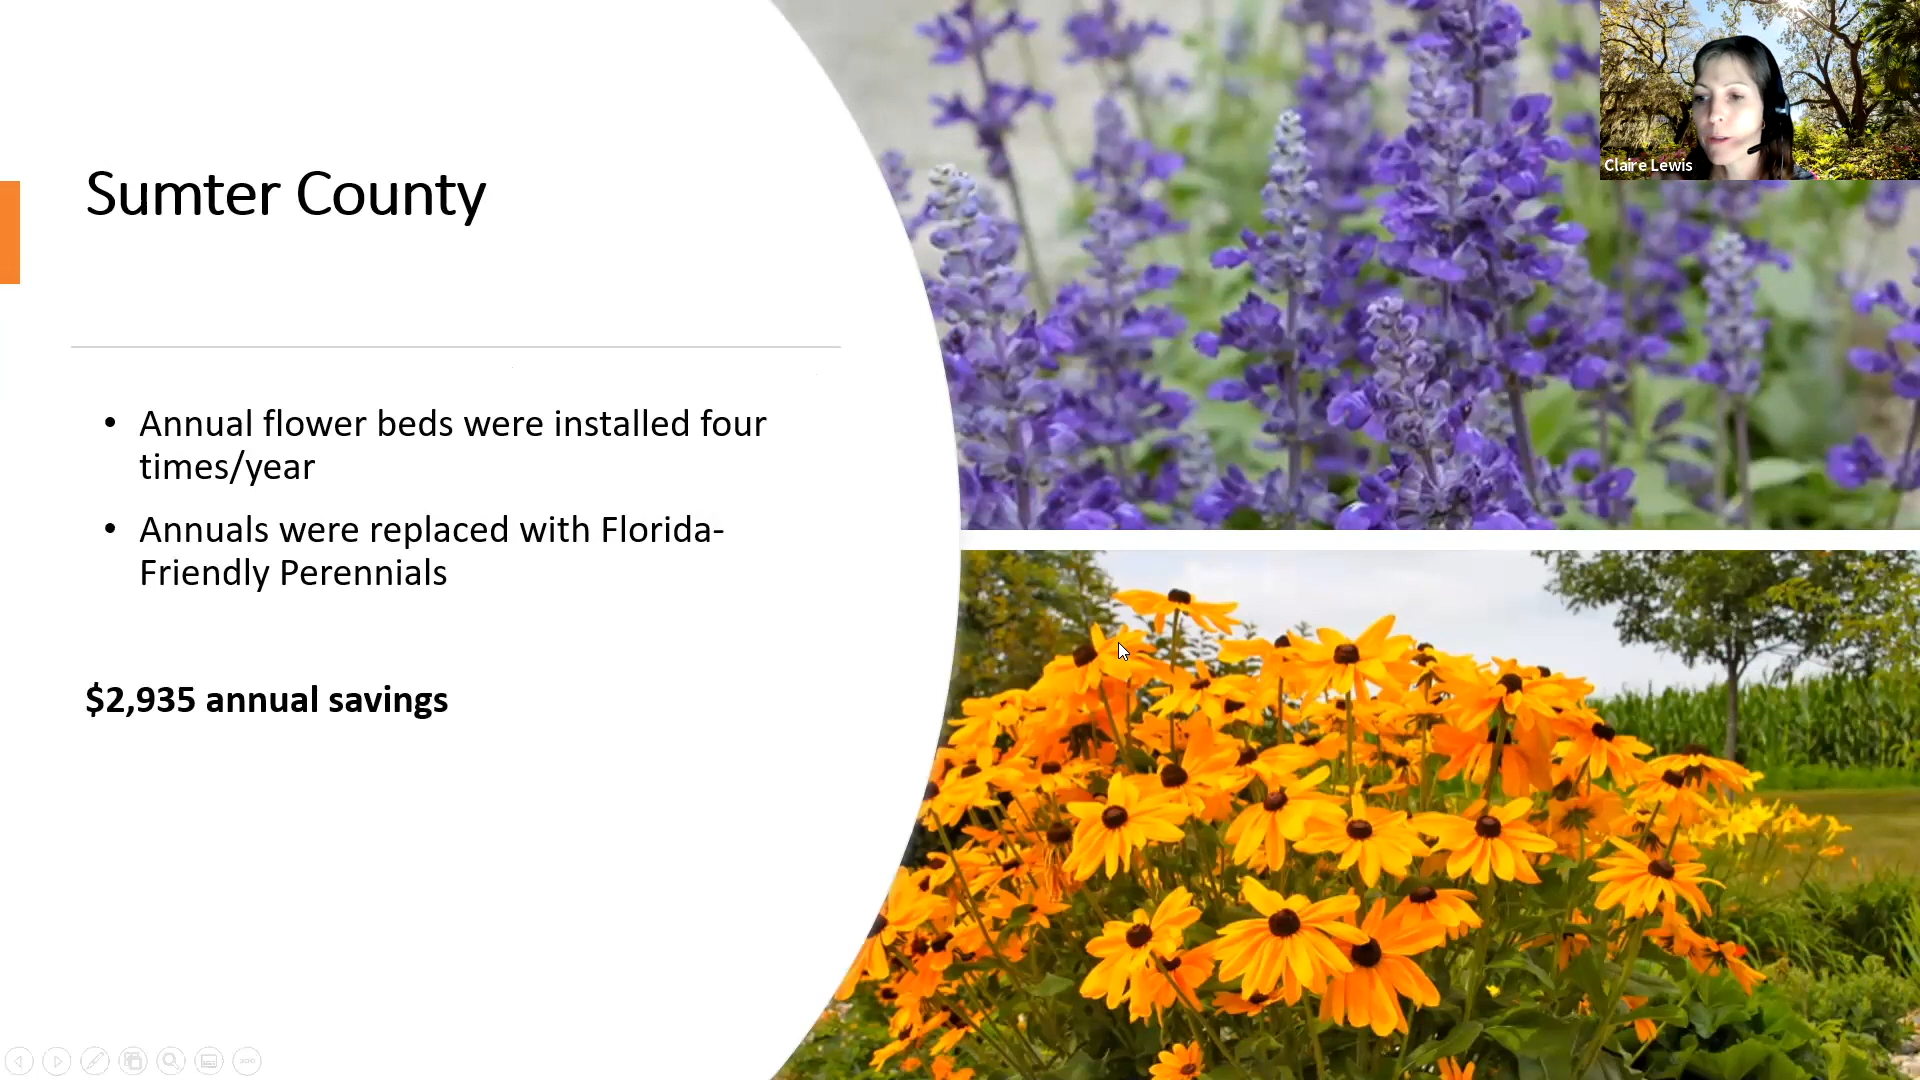 Claire Lewis
Sumter County
• Annual flower beds were installed four
times/year
• Annuals were replaced with Florida-
Friendly Perennials
$2,935 annual savings